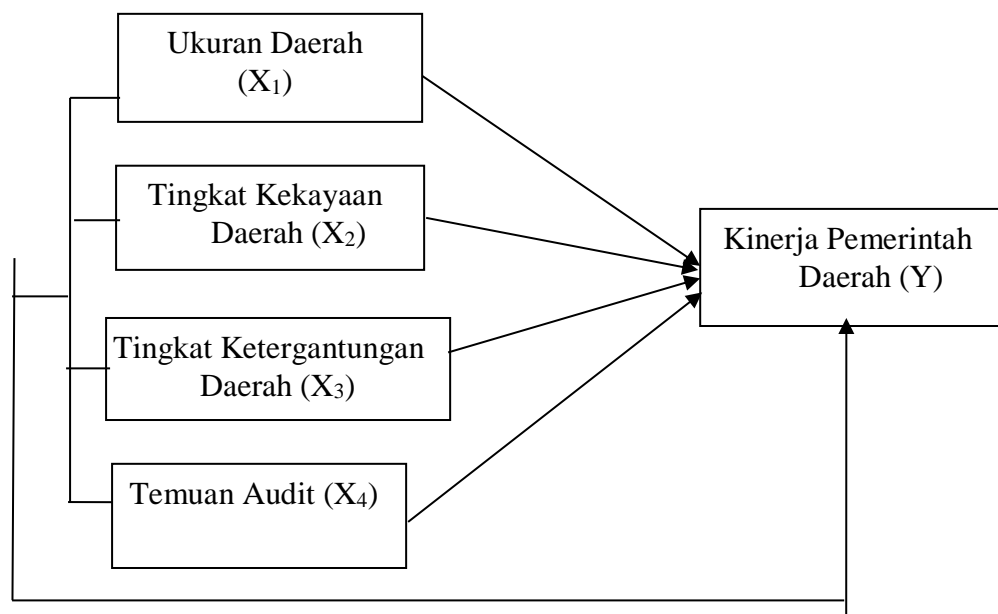 Ukuran Daerah
(X₁)
Tingkat Kekayaan
Daerah (X₂)
Tingkat Ketergantungan
Daerah (X₃)
Temuan Audit (X₄)
Kinerja Pemerintah
Daerah (Y)